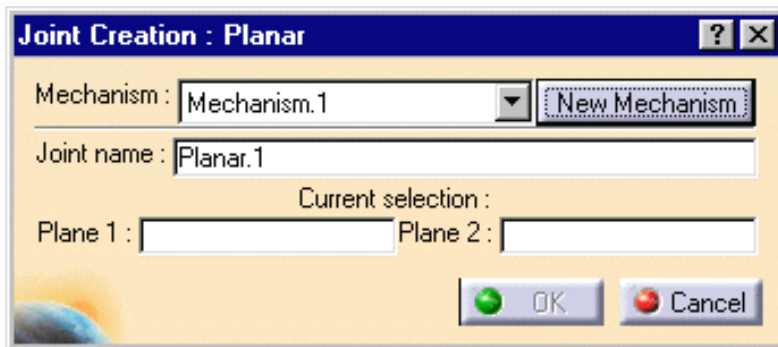 Joint Creation : Planar
Mechanism : Mechanism.1 New Mechanism
Joint name : Planar.1
Current selection :
Plane 1 : Plane 2 :
OK Cancel